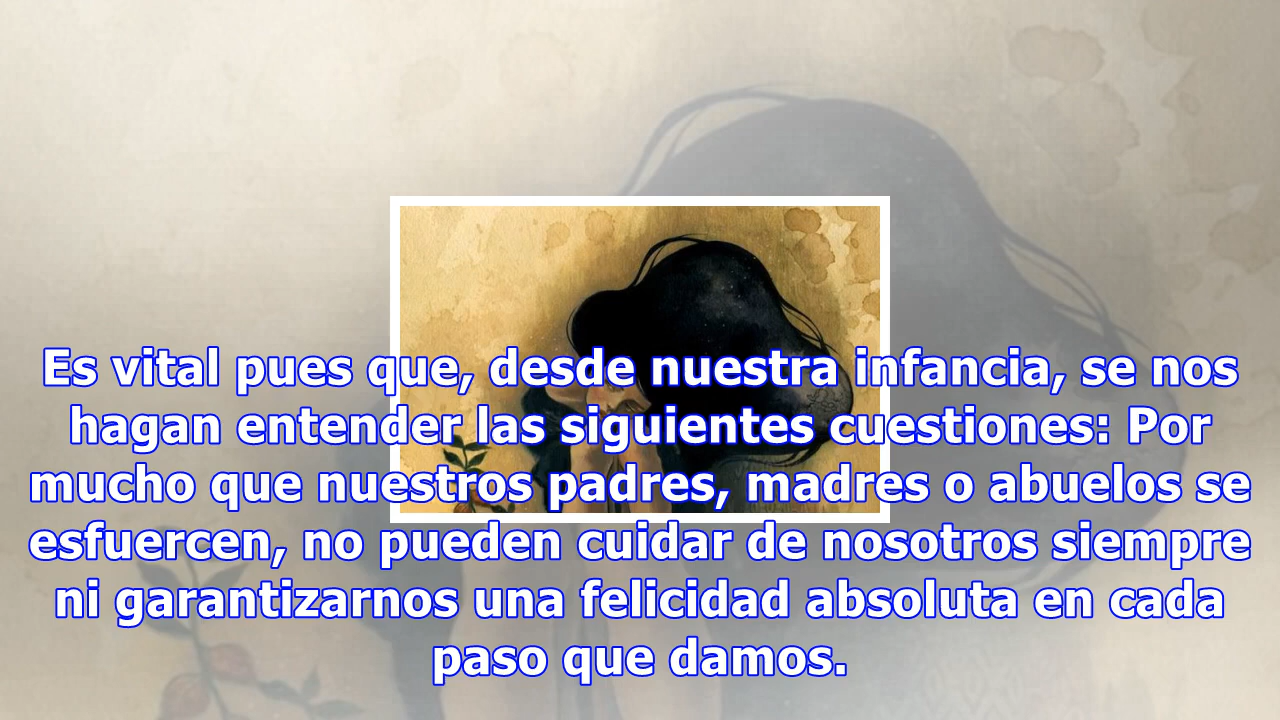 Es vital pues que, desde nuestra infancia, se nos
hagan entender las siguientes cuestiones: Por
mucho que nuestros padres, madres o abuelos se
esfuercen, no pueden cuidar de nosotros siempre
ni garantizarnos una felicidad absoluta en cada
paso que damos.